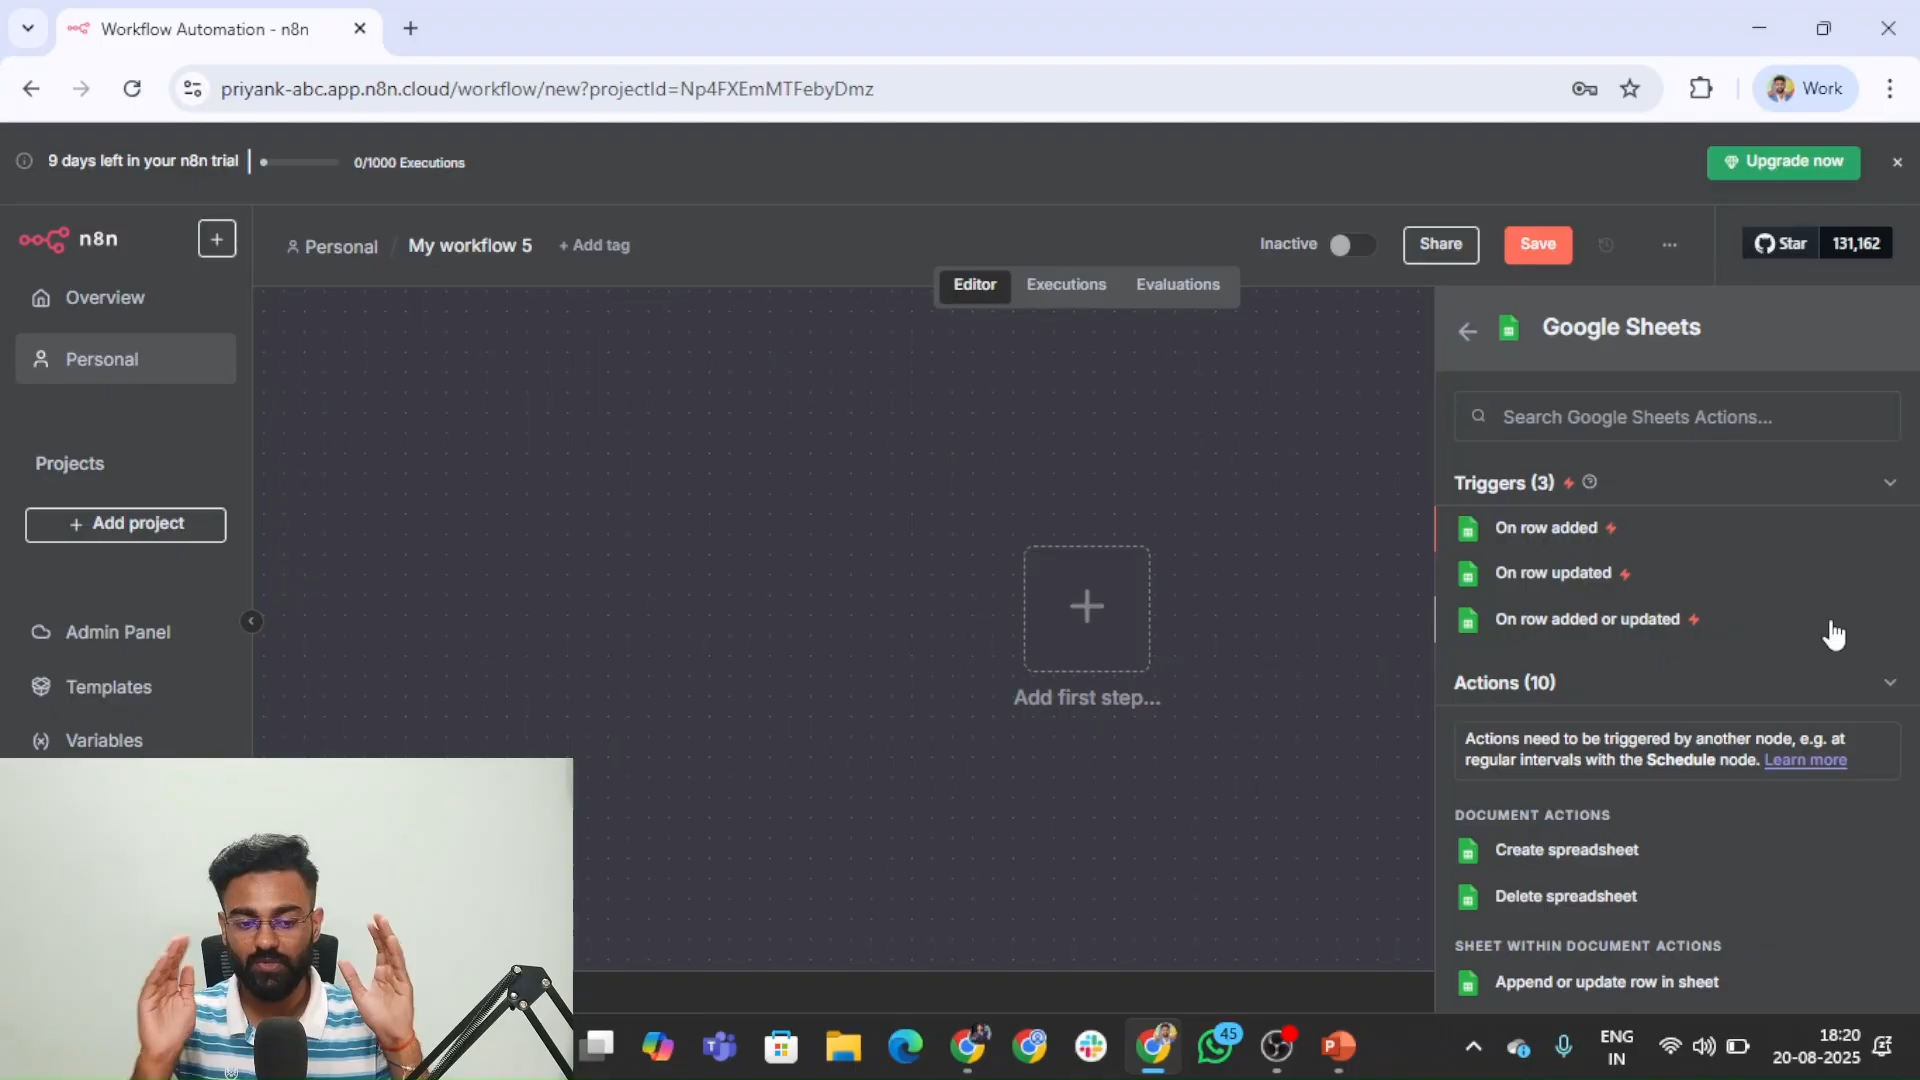 Workflow Automation - n8n
priyank-abc.app.n8n.cloud/workflow/new?projectId=Np4FXEmMTFebyDmz
Work
9 days left in your n8n trial
0/1000 Executions
Upgrade now
n8n
Personal / My workflow 5 + Add tag
Inactive
Share
Save
Star 131,162
Editor
Executions
Evaluations
Overview
Personal
Projects
+ Add project
Admin Panel
Templates
(x) Variables
Add first step...
Google Sheets
Search Google Sheets Actions...
Triggers (3)
On row added
On row updated
On row added or updated
Actions (10)
Actions need to be triggered by another node, e.g. at
regular intervals with the Schedule node. Learn more
DOCUMENT ACTIONS
Create spreadsheet
Delete spreadsheet
SHEET WITHIN DOCUMENT ACTIONS
Append or update row in sheet
45
ENG
IN
18:20
20-08-2025